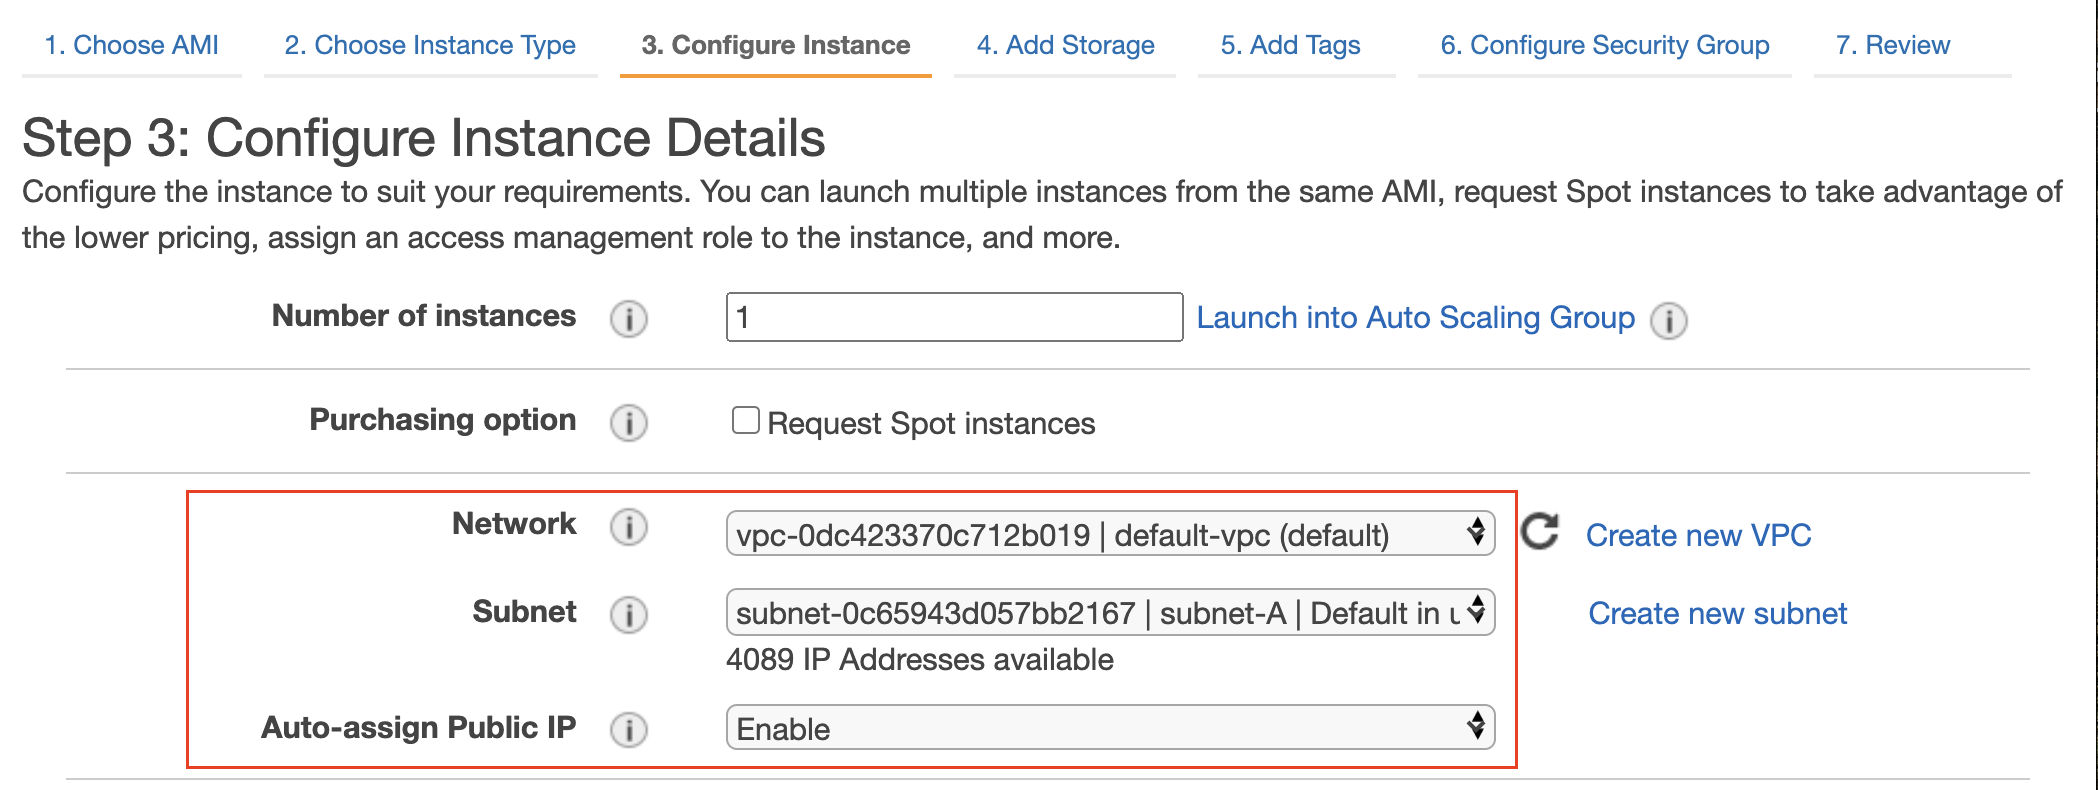 1. Choose AMI 2. Choose Instance Type 3. Configure Instance 4. Add Storage 5. Add Tags 6. Configure Security Group 7. Review
Step 3: Configure Instance Details
Configure the instance to suit your requirements. You can launch multiple instances from the same AMI, request Spot instances to take advantage of
the lower pricing, assign an access management role to the instance, and more.
Number of instances 1 Launch into Auto Scaling Group
Purchasing option Request Spot instances
Network vpc-0dc423370c712b019 | default-vpc (default) Create new VPC
Subnet subnet-0c65943d057bb2167 | subnet-A | Default in Create new subnet
4089 IP Addresses available
Auto-assign Public IP Enable